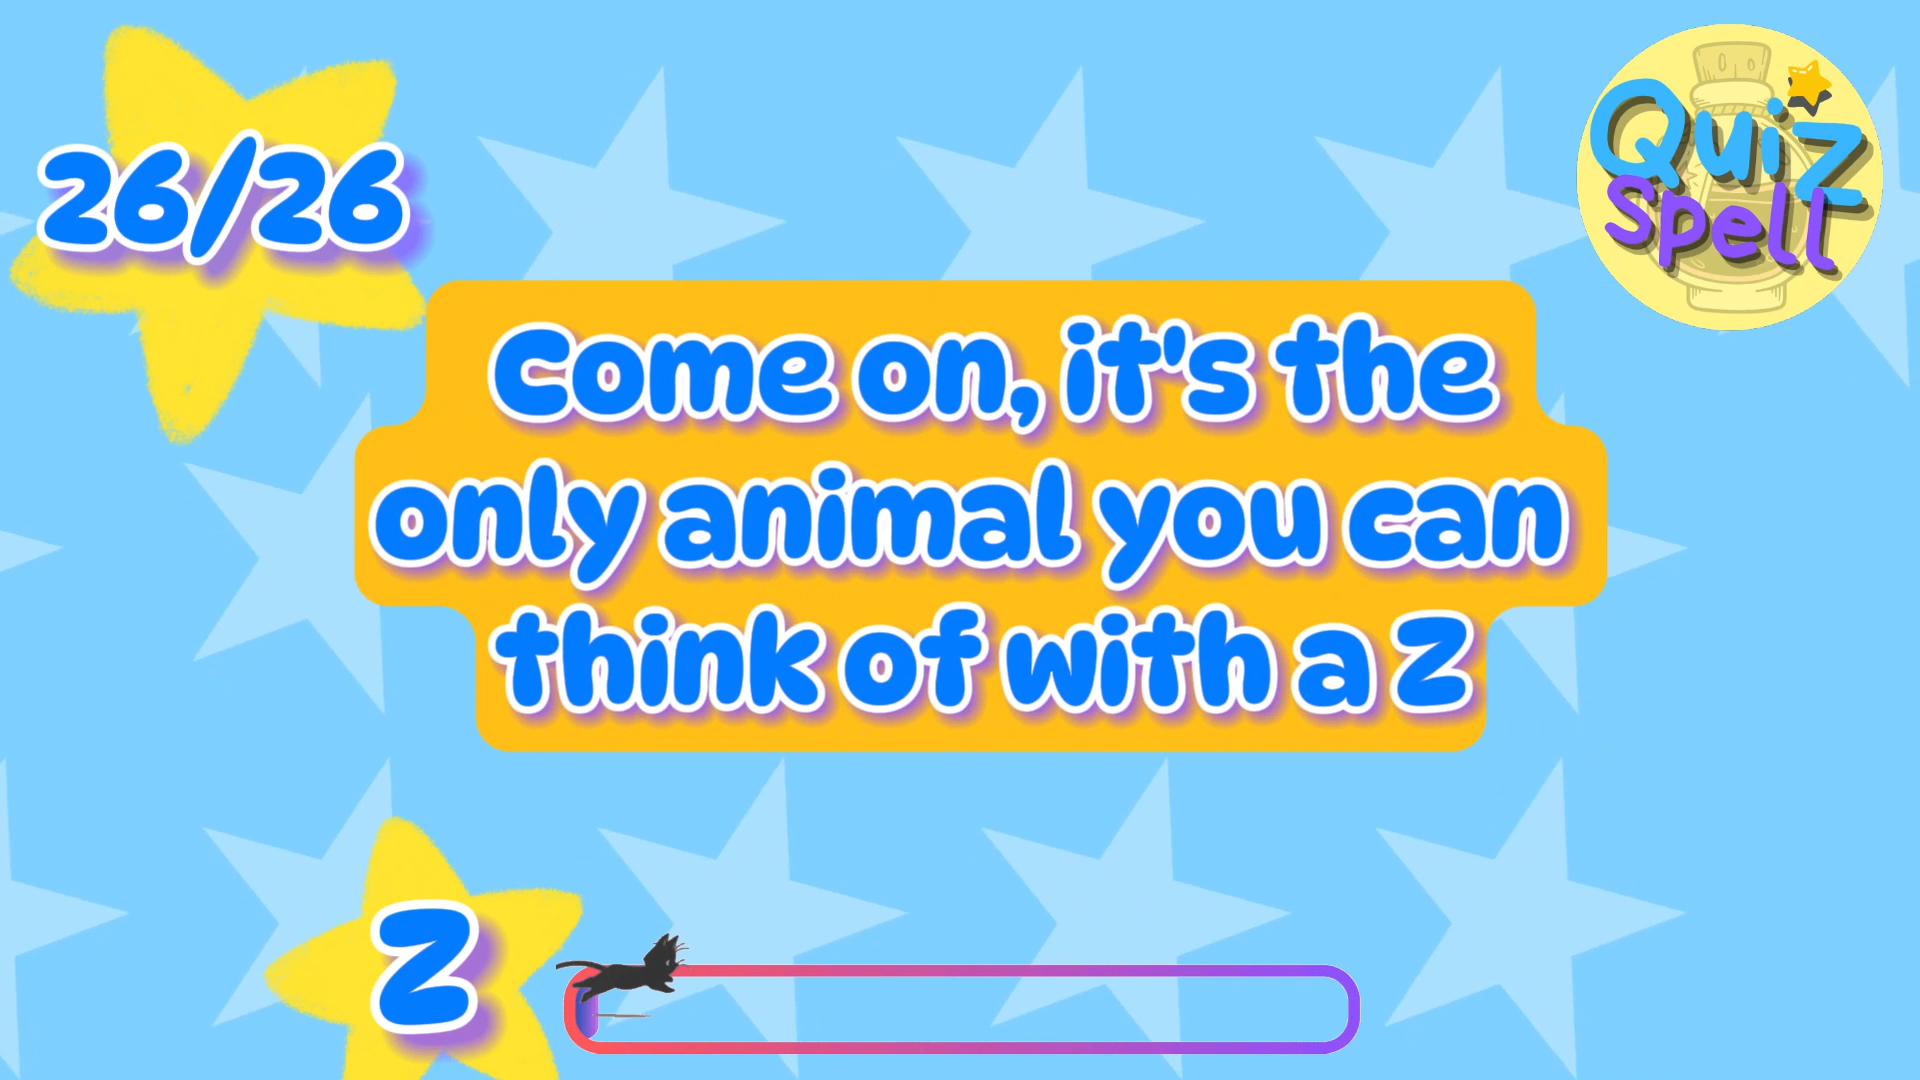 26/26
QuiZ
Spell
Come on, it's the
only animal you can
think of with a Z
Z